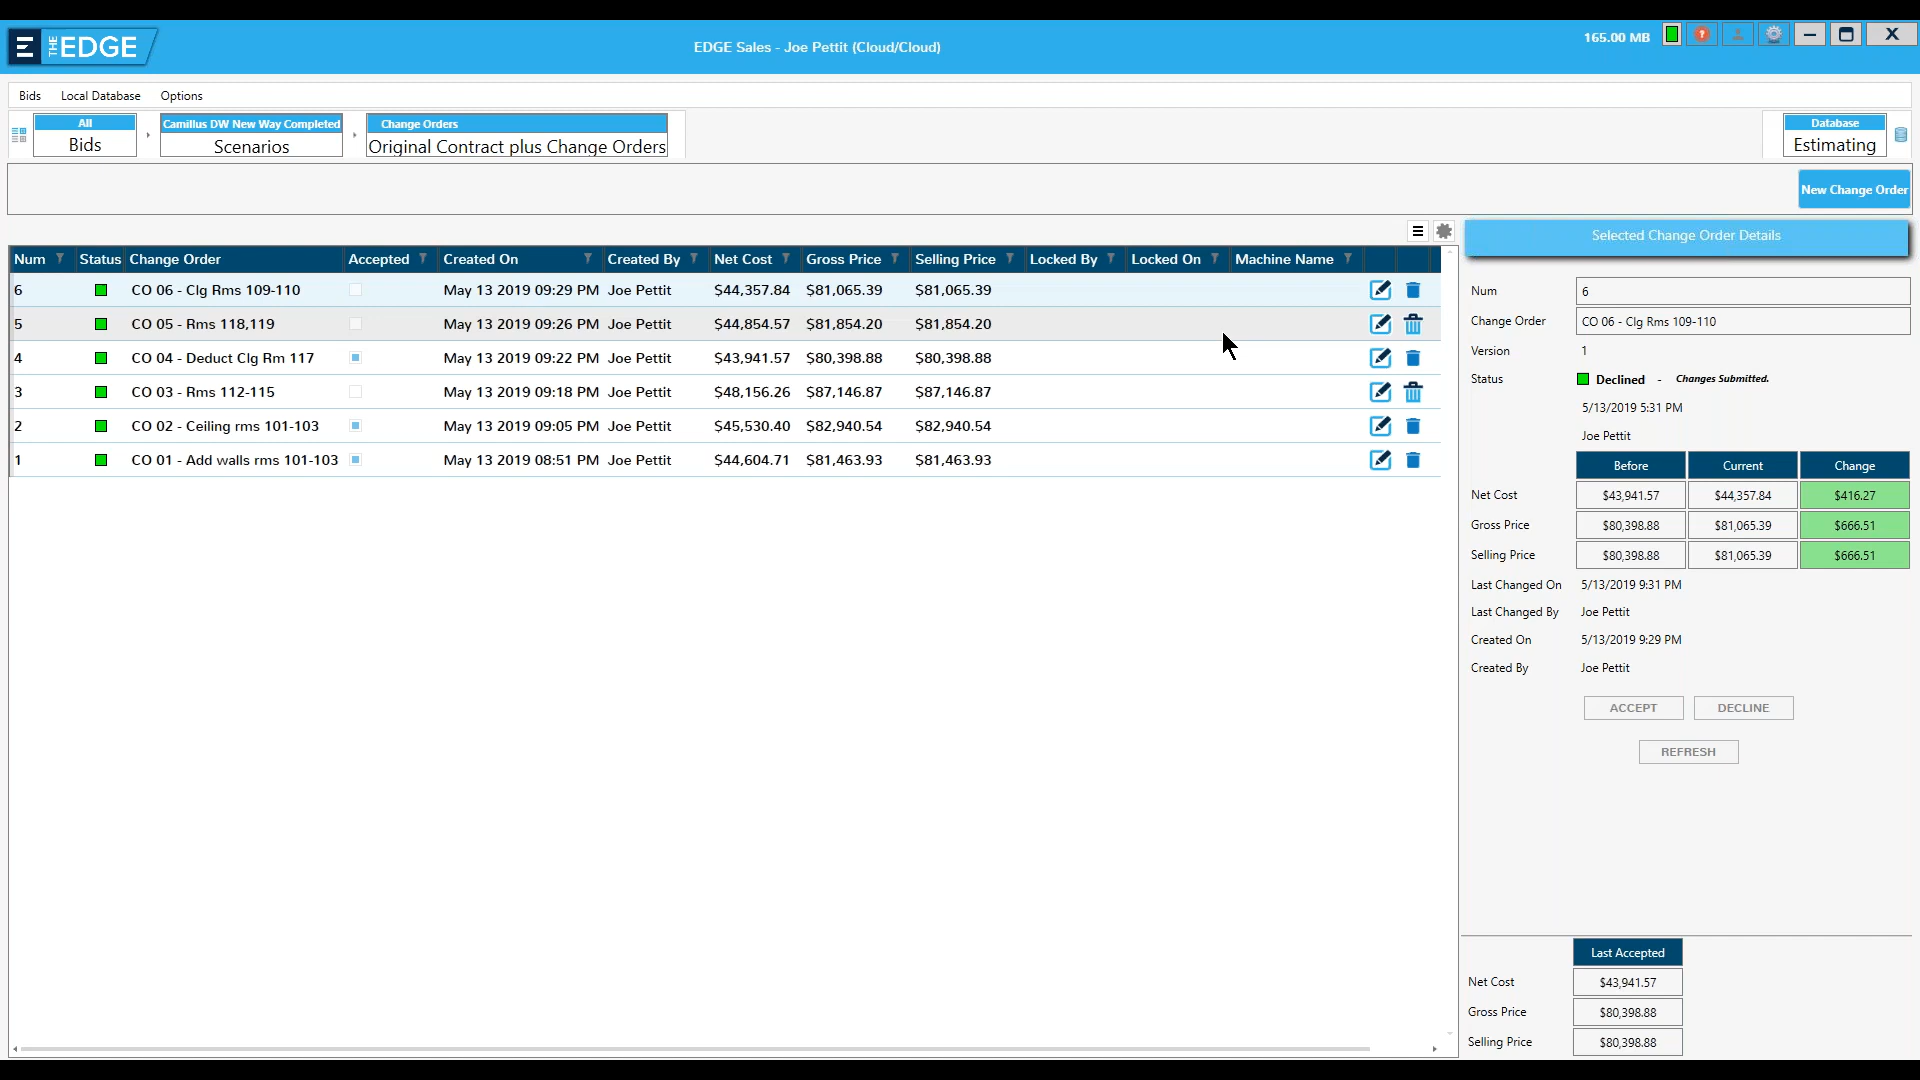 E THE EDGE
EDGE Sales - Joe Pettit (Cloud/Cloud)
165.00 MB
?
X
Bids Local Database Options
All
Bids
Camillus DW New Way Completed
Scenarios
Change Orders
Original Contract plus Change Orders
Database
Estimating
New Change Order
Num Status Change Order Accepted Created On Created By Net Cost Gross Price Selling Price Locked By Locked On Machine Name
6 CO 06 - Clg Rms 109-110 May 13 2019 09:29 PM Joe Pettit $44,357.84 $81,065.39 $81,065.39
5 CO 05 - Rms 118,119 May 13 2019 09:26 PM Joe Pettit $44,854.57 $81,854.20 $81,854.20
4 CO 04 - Deduct Clg Rm 117 May 13 2019 09:22 PM Joe Pettit $43,941.57 $80,398.88 $80,398.88
3 CO 03 - Rms 112-115 May 13 2019 09:18 PM Joe Pettit $48,156.26 $87,146.87 $87,146.87
2 CO 02 - Ceiling rms 101-103 May 13 2019 09:05 PM Joe Pettit $45,530.40 $82,940.54 $82,940.54
1 CO 01 - Add walls rms 101-103 May 13 2019 08:51 PM Joe Pettit $44,604.71 $81,463.93 $81,463.93
Selected Change Order Details
Num 6
Change Order CO 06 - Clg Rms 109-110
Version 1
Status Declined - Changes Submitted.
5/13/2019 5:31 PM
Joe Pettit
Before Current Change
Net Cost $43,941.57 $44,357.84 $416.27
Gross Price $80,398.88 $81,065.39 $666.51
Selling Price $80,398.88 $81,065.39 $666.51
Last Changed On 5/13/2019 9:31 PM
Last Changed By Joe Pettit
Created On 5/13/2019 9:29 PM
Created By Joe Pettit
ACCEPT DECLINE
REFRESH
Last Accepted
Net Cost $43,941.57
Gross Price $80,398.88
Selling Price $80,398.88